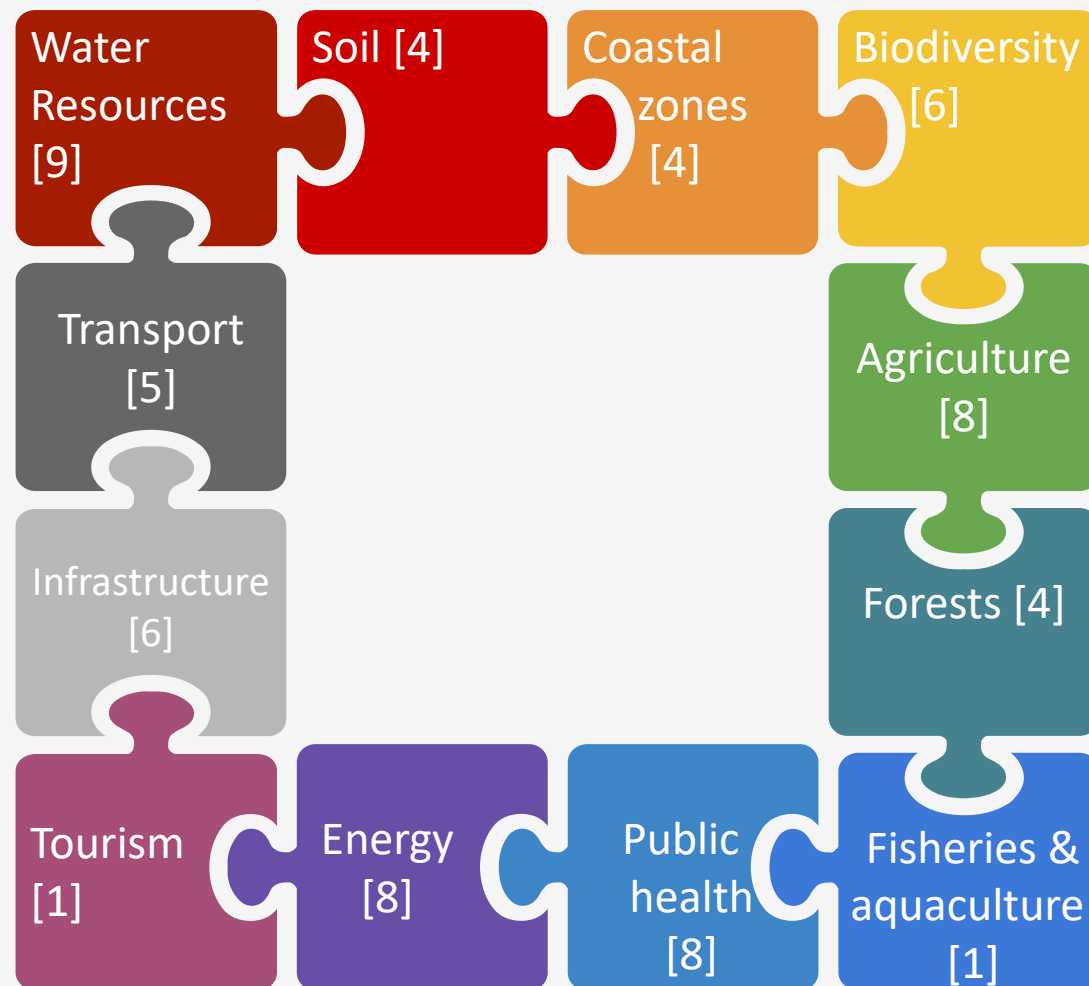 Water
Resources
[9]
Soil [4]
Coastal
zones
[4]
Biodiversity
[6]
Transport
[5]
Agriculture
[8]
Infrastructure
[6]
Forests [4]
Tourism
[1]
Energy
[8]
Public
health
[8]
Fisheries &
aquaculture
[1]